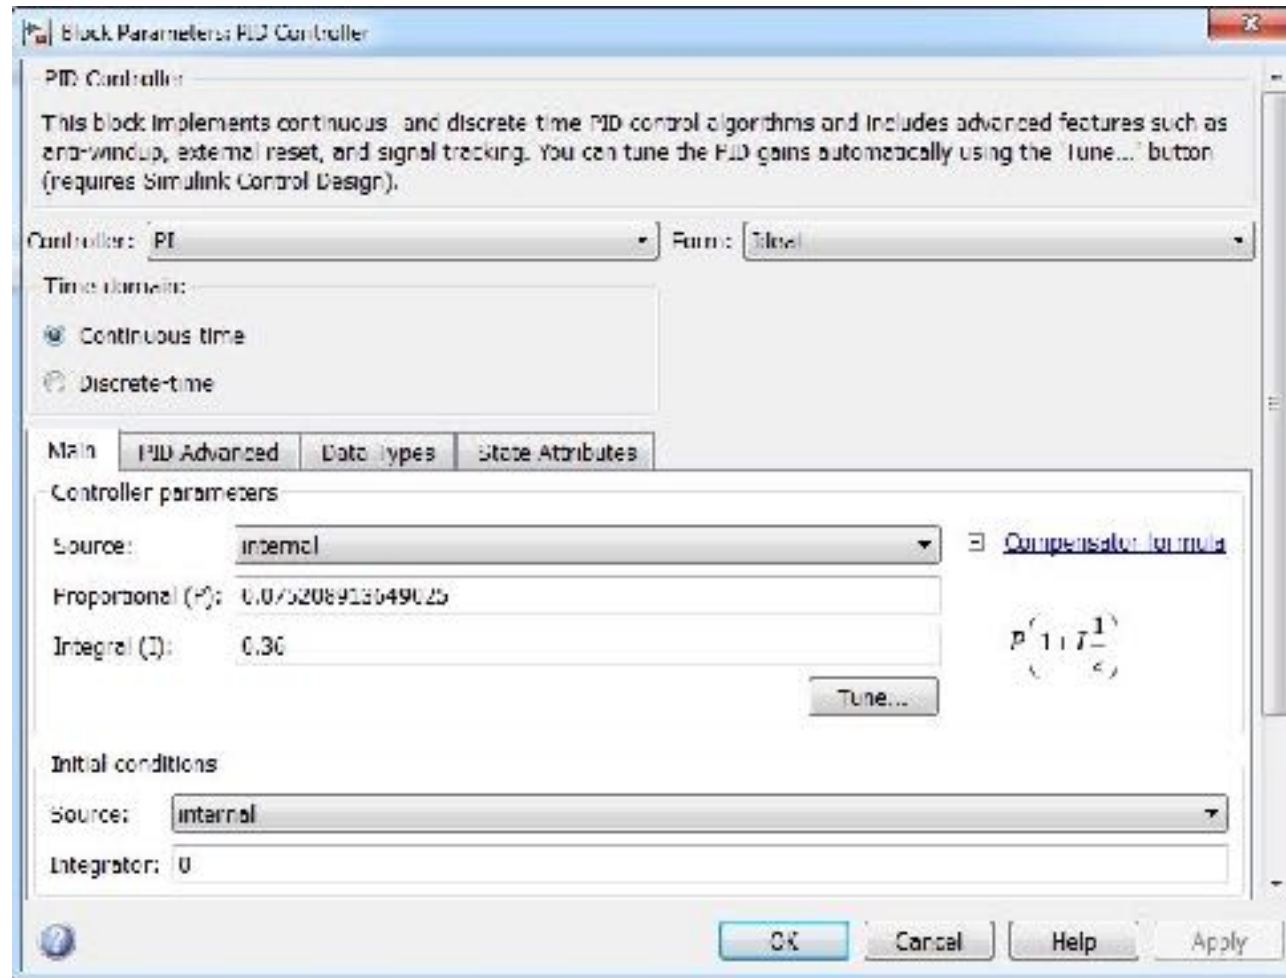 Block Parameters: PID Controller
PID Controller
This block implements continuous- and discrete-time PID control algorithms and includes advanced features such as
anti-windup, external reset, and signal tracking. You can tune the PID gains automatically using the 'Tune...' button
(requires Simulink Control Design).
Controller: PI Form: Ideal
Time domain:
Continuous-time
Discrete-time
Main PID Advanced Data Types State Attributes
Controller parameters
Source: internal Compensator formula
Proportional (P): 0.075208913649025
Integral (I): 0.36
P(1+I 1/s)
Tune...
Initial conditions
Source: internal
Integrator: 0
OK Cancel Help Apply